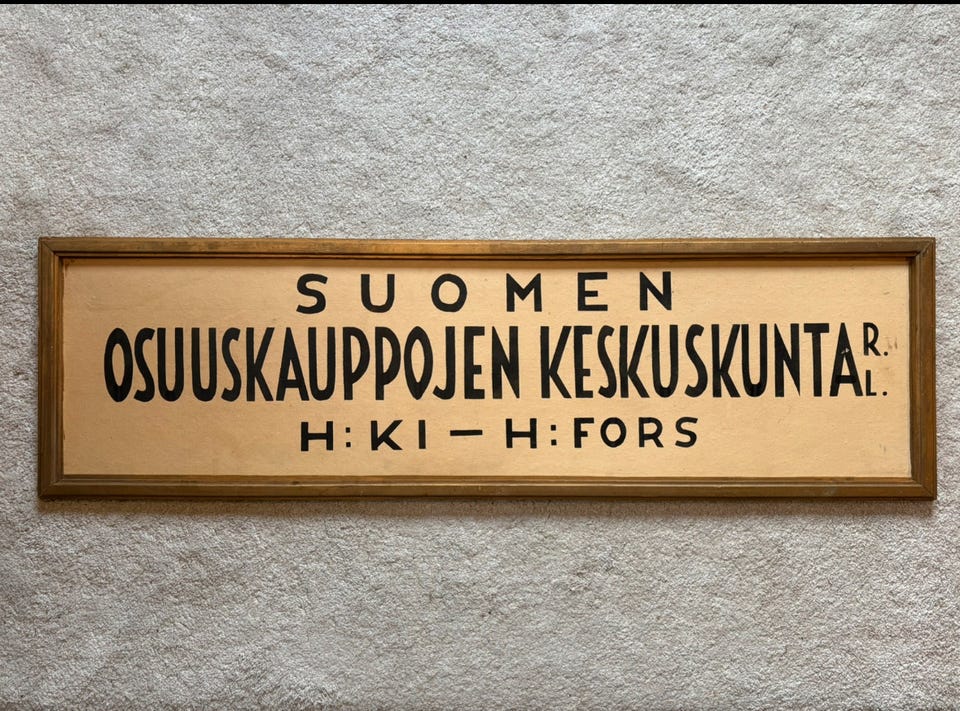 SUOMEN
OSUUSKAUPPOJEN KESKUSKUNTA R.L.
H:KI — H:FORS